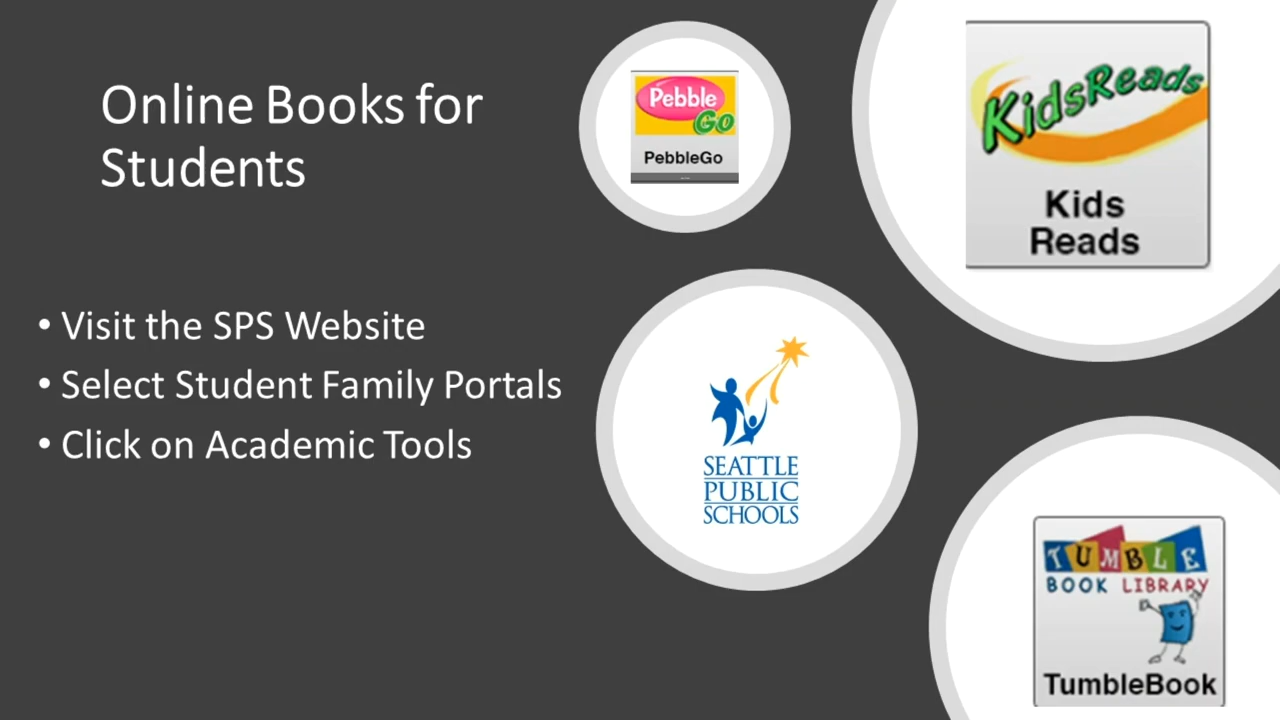 Online Books for
Students
• Visit the SPS Website
• Select Student Family Portals
• Click on Academic Tools
Pebble
Go
PebbleGo
KidsReads
Kids
Reads
SEATTLE
PUBLIC
SCHOOLS
TUMBLE
BOOK LIBRARY
TumbleBook